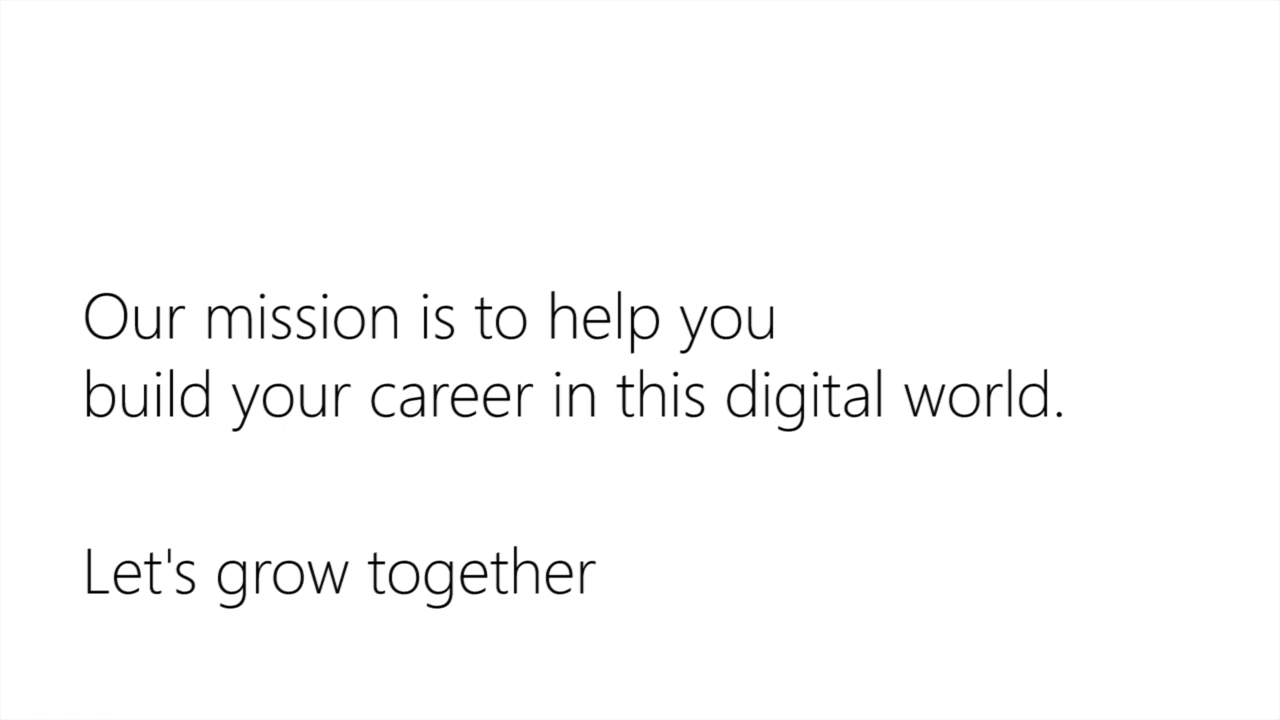 Our mission is to help you
build your career in this digital world.
Let's grow together